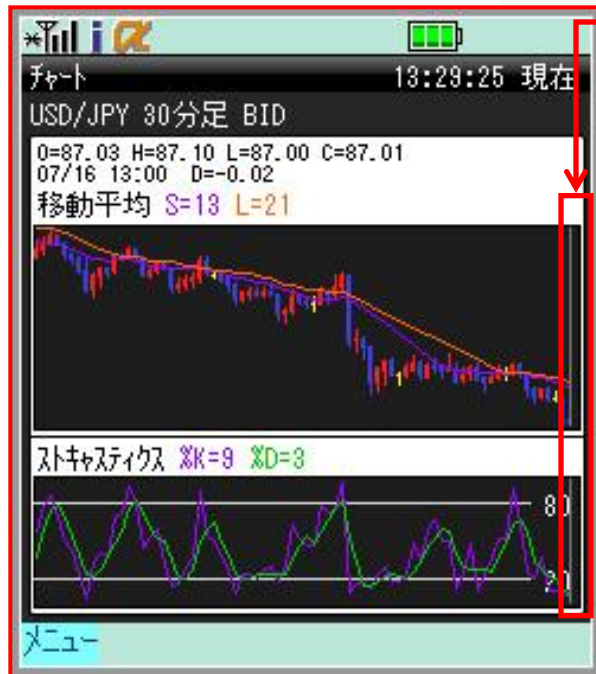 i α
チャート 13:29:25 現在
USD/JPY 30分足 BID
O=87.03 H=87.10 L=87.00 C=87.01
07/16 13:00 D=-0.02
移動平均 S=13 L=21
ストキャスティクス %K=9 %D=3
80
20
メニュー